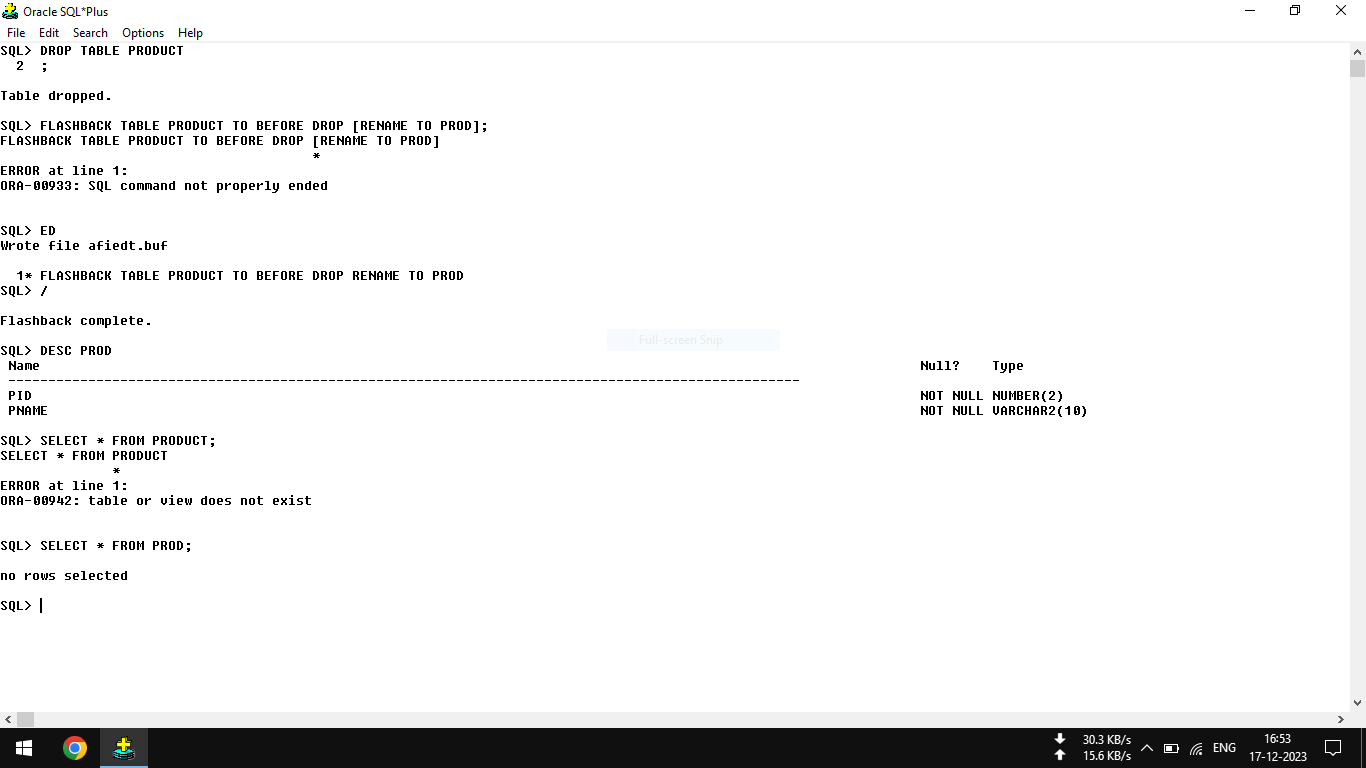 Oracle SQL*Plus
File Edit Search Options Help
SQL> DROP TABLE PRODUCT
2 ;
Table dropped.
SQL> FLASHBACK TABLE PRODUCT TO BEFORE DROP [RENAME TO PROD];
FLASHBACK TABLE PRODUCT TO BEFORE DROP [RENAME TO PROD]
*
ERROR at line 1:
ORA-00933: SQL command not properly ended
SQL> ED
Wrote file afiedt.buf
1* FLASHBACK TABLE PRODUCT TO BEFORE DROP RENAME TO PROD
SQL> /
Flashback complete.
Full-screen Snip
SQL> DESC PROD
Name Null? Type
---------------------------------------------------------------------------------------------------
PID NOT NULL NUMBER(2)
PNAME NOT NULL VARCHAR2(10)
SQL> SELECT * FROM PRODUCT;
SELECT * FROM PRODUCT
*
ERROR at line 1:
ORA-00942: table or view does not exist
SQL> SELECT * FROM PROD;
no rows selected
SQL>
30.3 KB/s
15.6 KB/s
ENG
16:53
17-12-2023